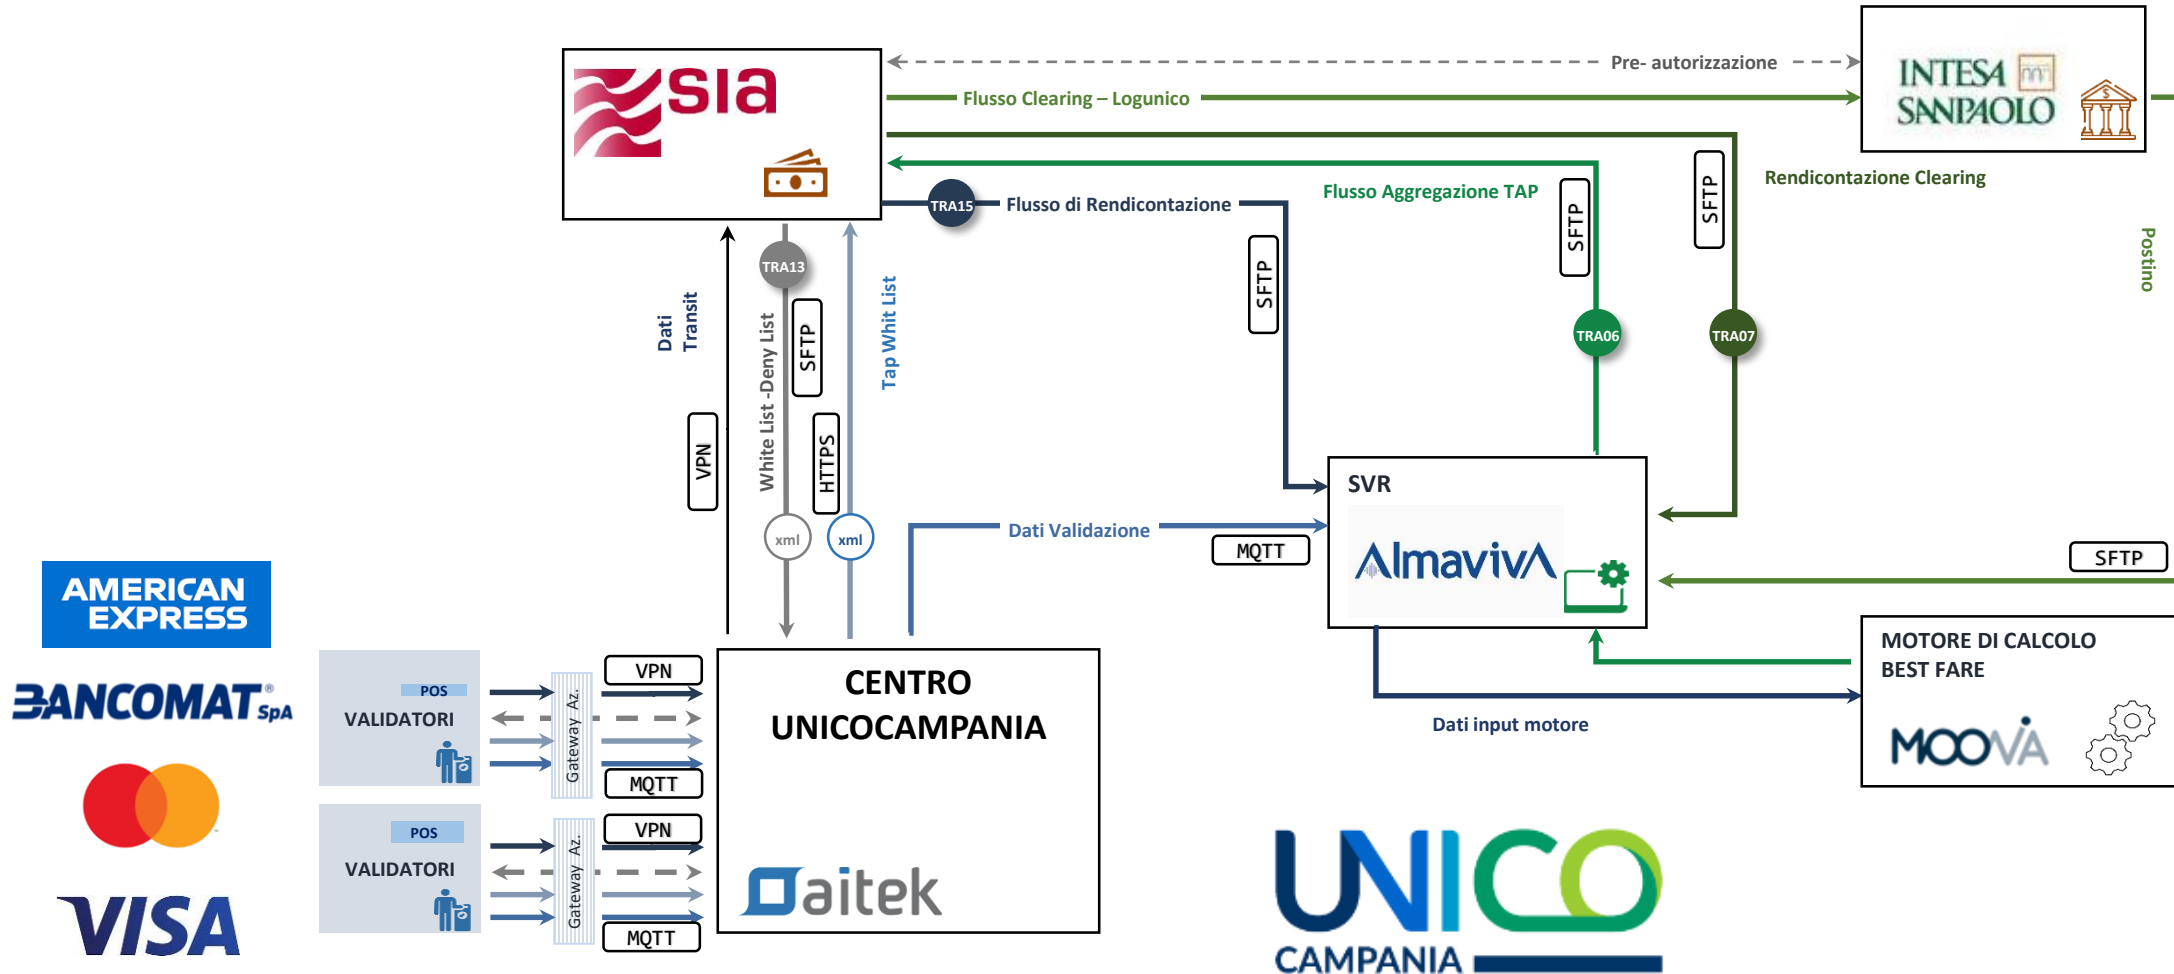 sia
Pre- autorizzazione
Flusso Clearing – Logunico
INTESA
SANPAOLO
SFTP
Rendicontazione Clearing
Flusso Aggregazione TAP
SFTP
TRA15
Flusso di Rendicontazione
SFTP
Postino
TRA13
Dati
Transit
White List -Deny List
SFTP
Tap Whit List
TRA06
TRA07
VPN
HTTPS
xml
xml
Dati Validazione
MQTT
SVR
AlmavivA
SFTP
AMERICAN
EXPRESS
BANCOMAT®
SpA
VISA
POS
VALIDATORI
Gateway Az.
VPN
MQTT
POS
VALIDATORI
Gateway Az.
VPN
MQTT
CENTRO
UNICOCAMPANIA
aitek
MOTORE DI CALCOLO
BEST FARE
MOOVA
Dati input motore
UNICO
CAMPANIA